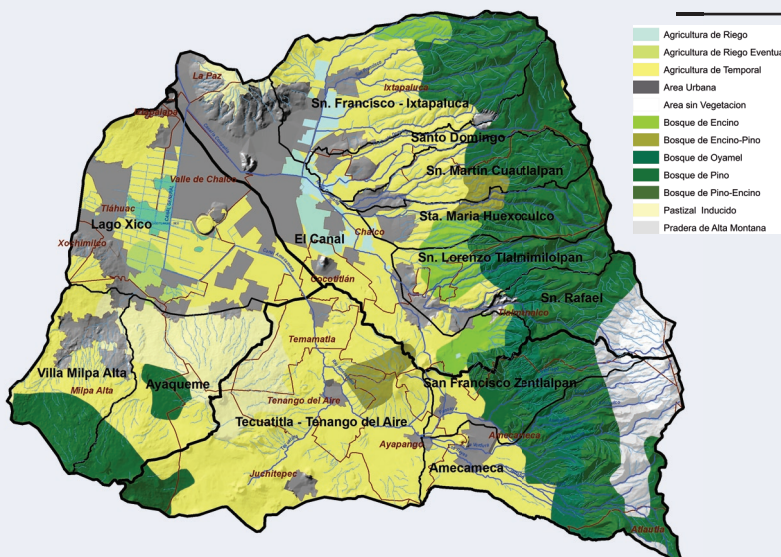 Agricultura de Riego
Agricultura de Riego Eventua
Agricultura de Temporal
Area Urbana
Area sin Vegetacion
Bosque de Encino
Bosque de Encino-Pino
Bosque de Oyamel
Bosque de Pino
Bosque de Pino-Encino
Pastizal Inducido
Pradera de Alta Montana
La Paz
Ixtapaluca
Sn. Francisco - Ixtapaluca
Santo Domingo
Valle de Chalco
Sn. Martín Cuautlalpan
Tláhuac
Lago Xico
Sta. Maria Huexoculco
Xochimilco
El Canal
Chalco
Sn. Lorenzo Tlalmimilolpan
Cocotitlán
Sn. Rafael
Tlalmanalco
Temamatla
Villa Milpa Alta
Milpa Alta
Ayaqueme
San Francisco Zentlalpan
Tenango del Aire
Tecuatitla - Tenango del Aire
Ayapango
Amecameca
Amecameca
Juchitepec
Atlautla